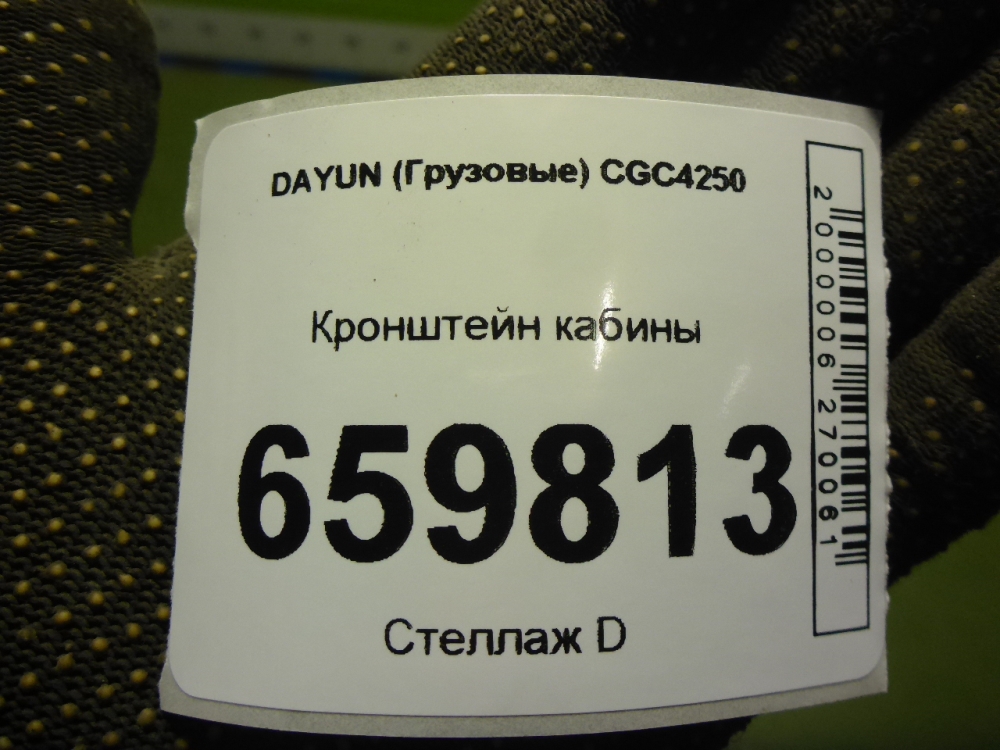 DAYUN (Грузовые) CGC4250
Кронштейн кабины
659813
Стеллаж D
2000006270061